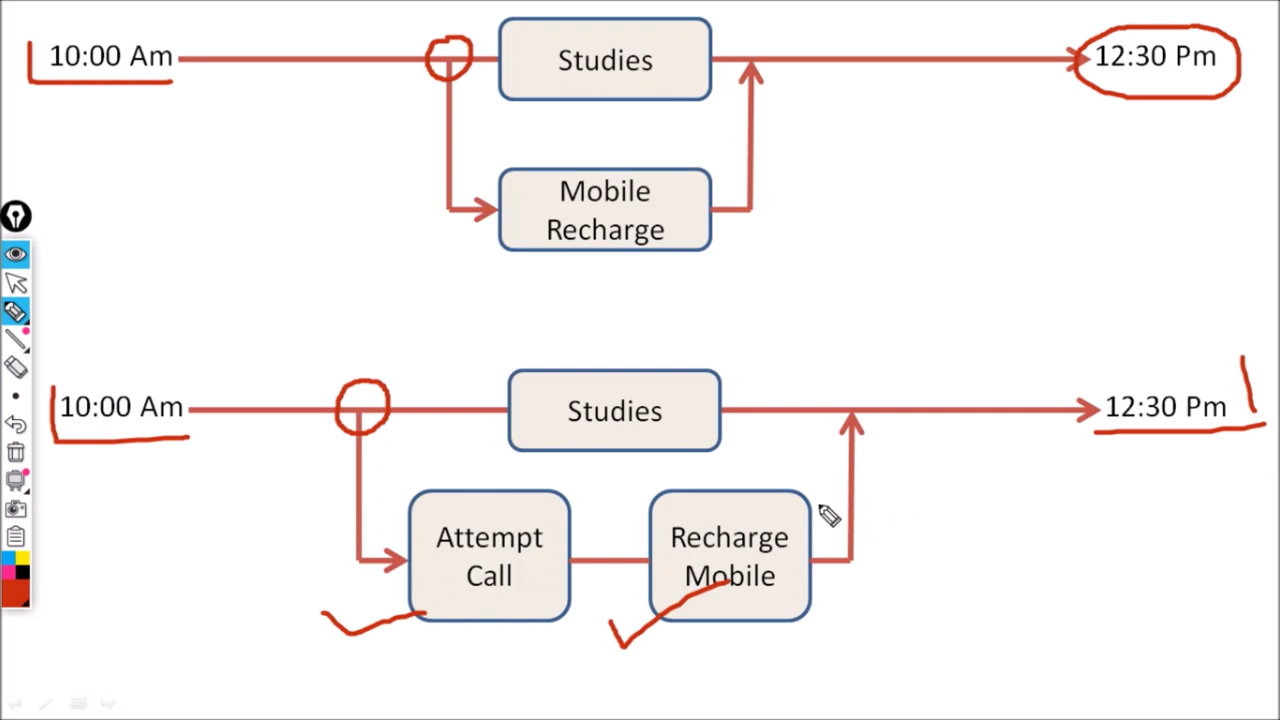 10:00 Am
Studies
12:30 Pm
Mobile
Recharge
10:00 Am
Studies
12:30 Pm
Attempt
Call
Recharge
Mobile